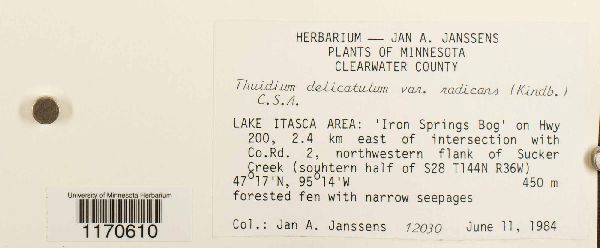 HERBARIUM — JAN A. JANSSENS
PLANTS OF MINNESOTA
CLEARWATER COUNTY
Thuidium delicatulum var. radicans (Kindb.)
C.S.A.
LAKE ITASCA AREA: 'Iron Springs Bog' on Hwy
200, 2.4 km east of intersection with
Co.Rd. 2, northwestern flank of Sucker
Creek (souhtern half of S28 T144N R36W)
47°17'N, 95°14'W 450 m
forested fen with narrow seepages
Col.: Jan A. Janssens 12030 June 11, 1984
University of Minnesota Herbarium
1170610